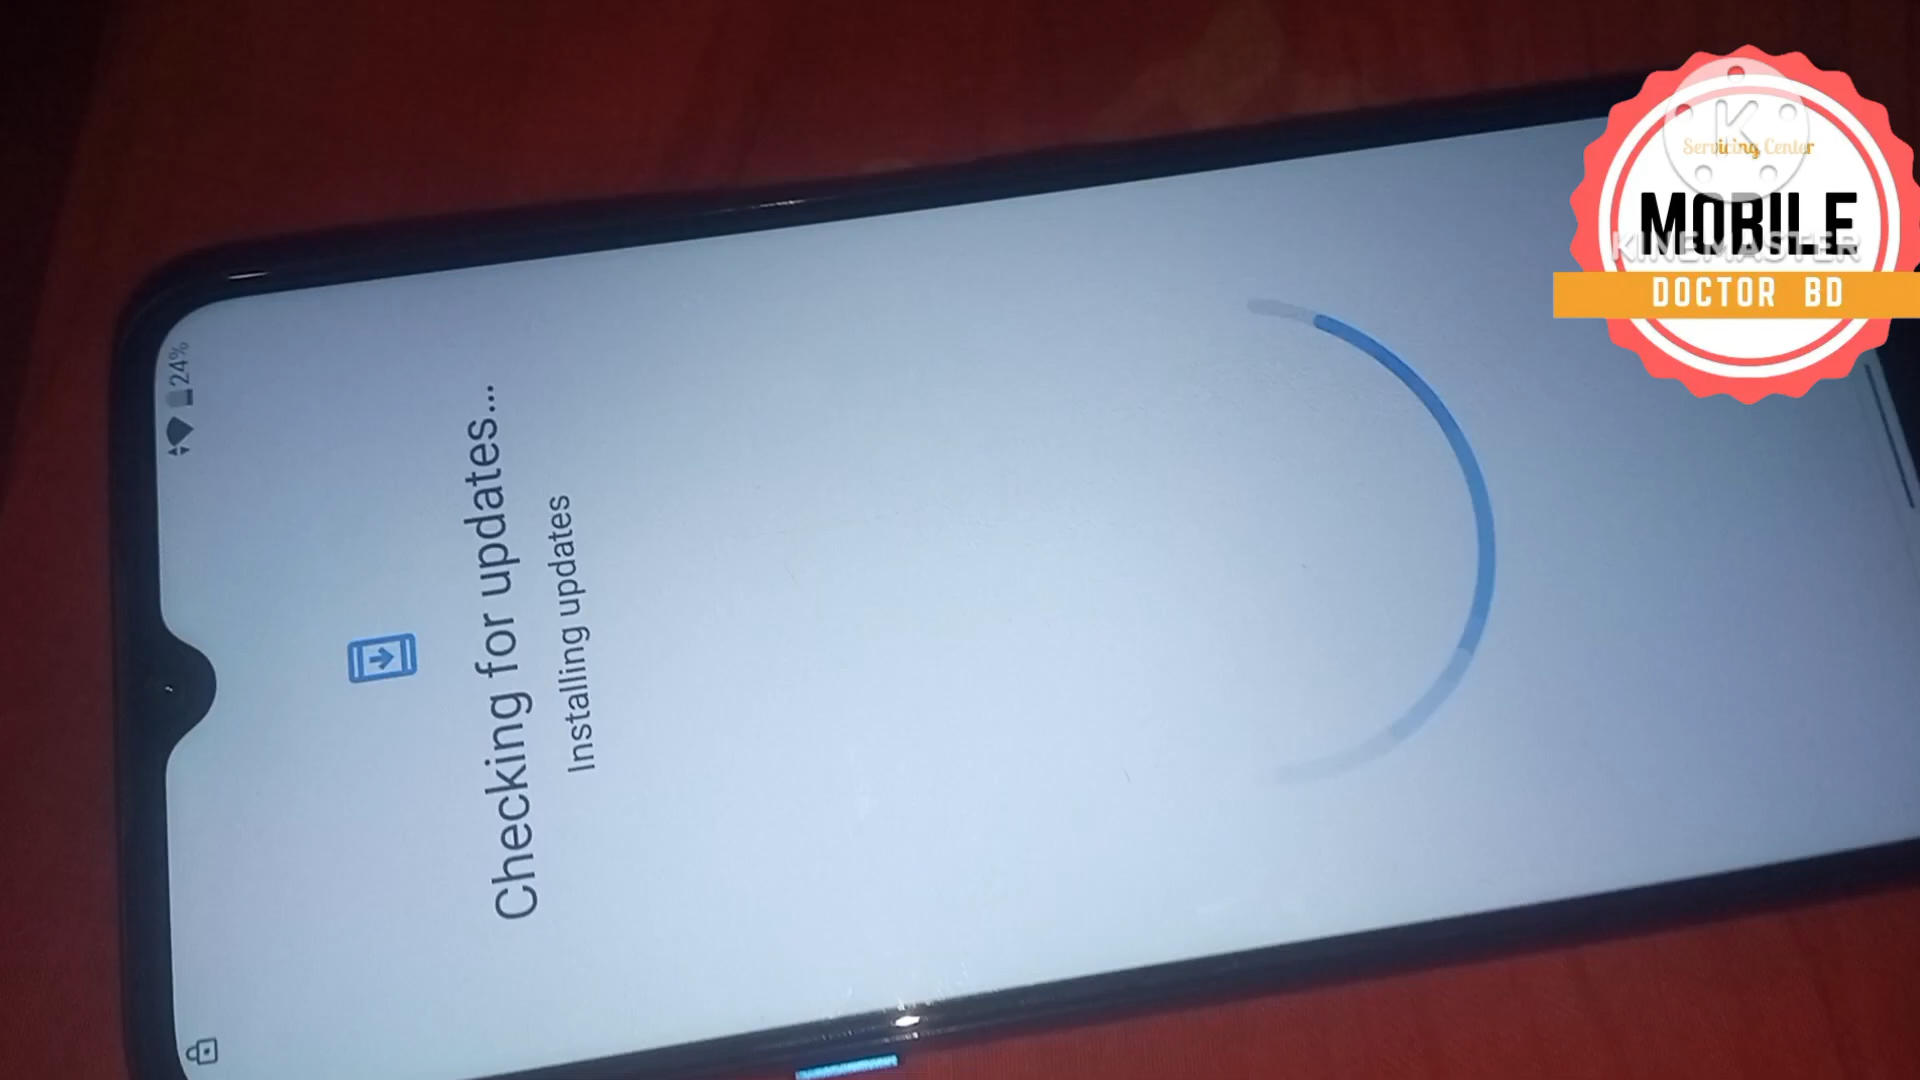 24%
Checking for updates...
Installing updates
K
Servicing Center
MOBILE
KINEMASTER
DOCTOR BD